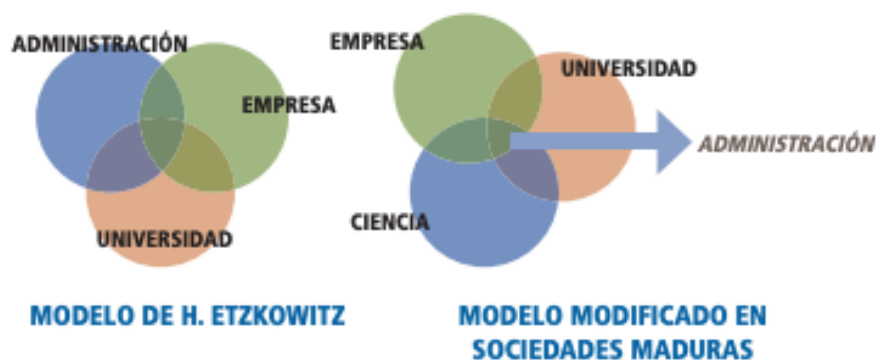 ADMINISTRACIÓN
EMPRESA
UNIVERSIDAD
MODELO DE H. ETZKOWITZ
EMPRESA
UNIVERSIDAD
ADMINISTRACIÓN
CIENCIA
MODELO MODIFICADO EN
SOCIEDADES MADURAS